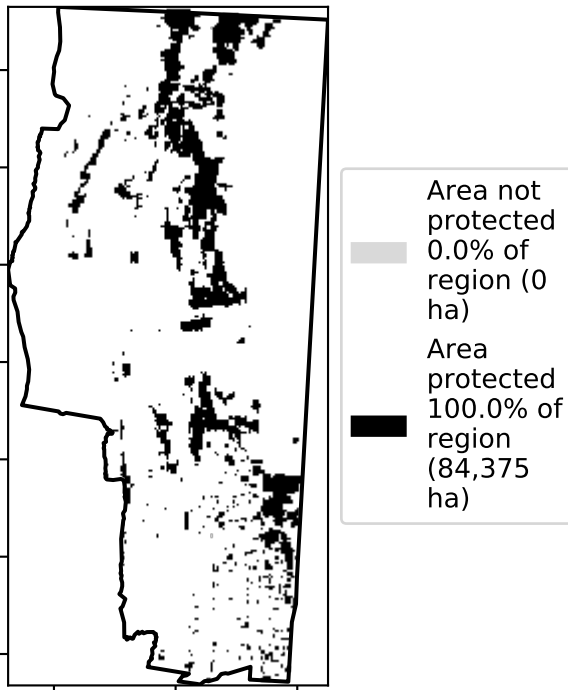 Area not
protected
0.0% of
region (0
ha)
Area
protected
100.0% of
region
(84,375
ha)